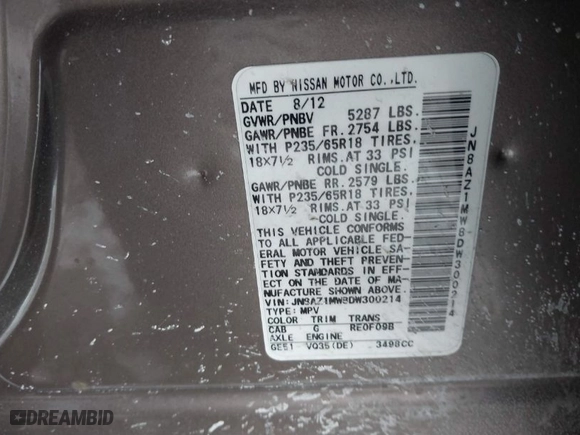 MFD BY NISSAN MOTOR CO.,LTD.
DATE 8/12
GVWR/PNBV 5287 LBS.
GAWR/PNBE FR. 2754 LBS.
WITH P235/65R18 TIRES,
18X7½ RIMS.AT 33 PSI
COLD SINGLE.
GAWR/PNBE RR. 2579 LBS.
WITH P235/65R18 TIRES,
18X7½ RIMS.AT 33 PSI
COLD SINGLE.
THIS VEHICLE CONFORMS
TO ALL APPLICABLE FED-
ERAL MOTOR VEHICLE SA-
FETY AND THEFT PREVEN-
TION STANDARDS IN EFF-
ECT ON THE DATE OF MA-
NUFACTURE SHOWN ABOVE.
VIN:JN8AZ1MW8DW300214
TYPE:MPV
COLOR TRIM TRANS
CAB G RE0F09B
AXLE ENGINE
GE51 VQ35(DE) 3498CC
JN8AZ1MW8DW300214
DREAMBID